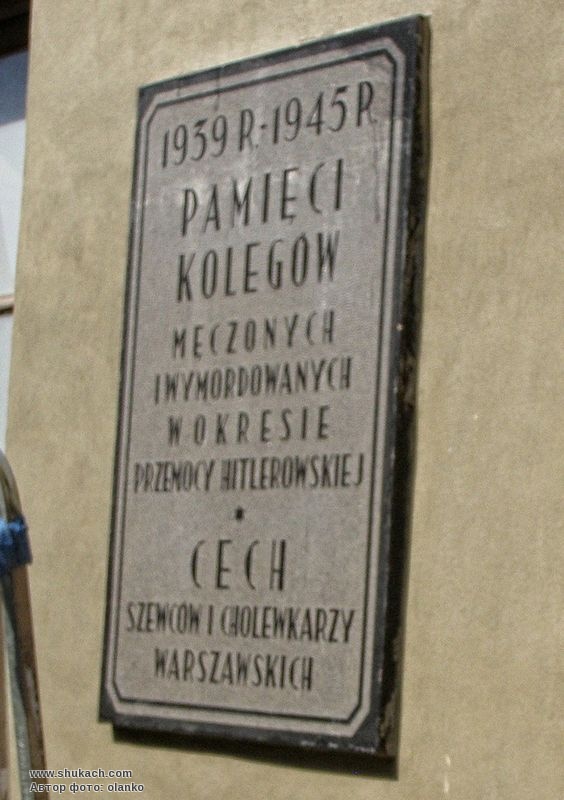 1939 R.-1945 R.
PAMIĘCI
KOLEGÓW
MĘCZONYCH
I WYMORDOWANYCH
W OKRESIE
PRZEMOCY HITLEROWSKIEJ
CECH
SZEWCÓW I CHOLEWKARZY
WARSZAWSKICH
www.shukach.com
Автор фото: olanko